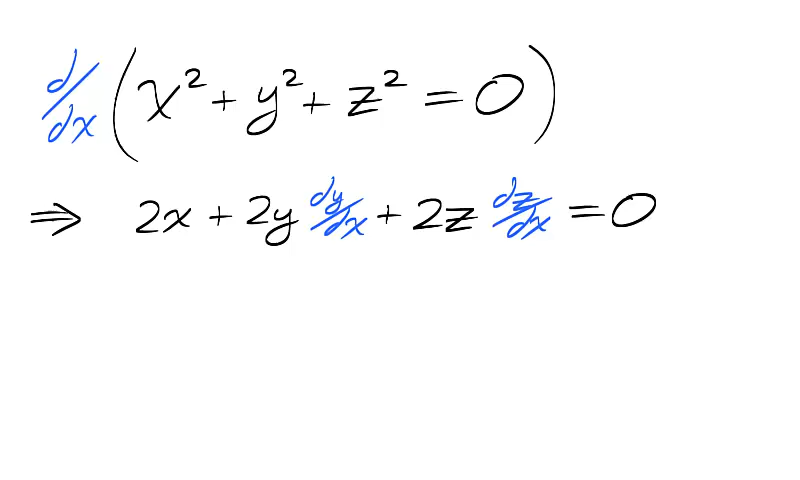 d/dx (x² + y² + z² = 0)
⇒ 2x + 2y dy/dx + 2z dz/dx = 0